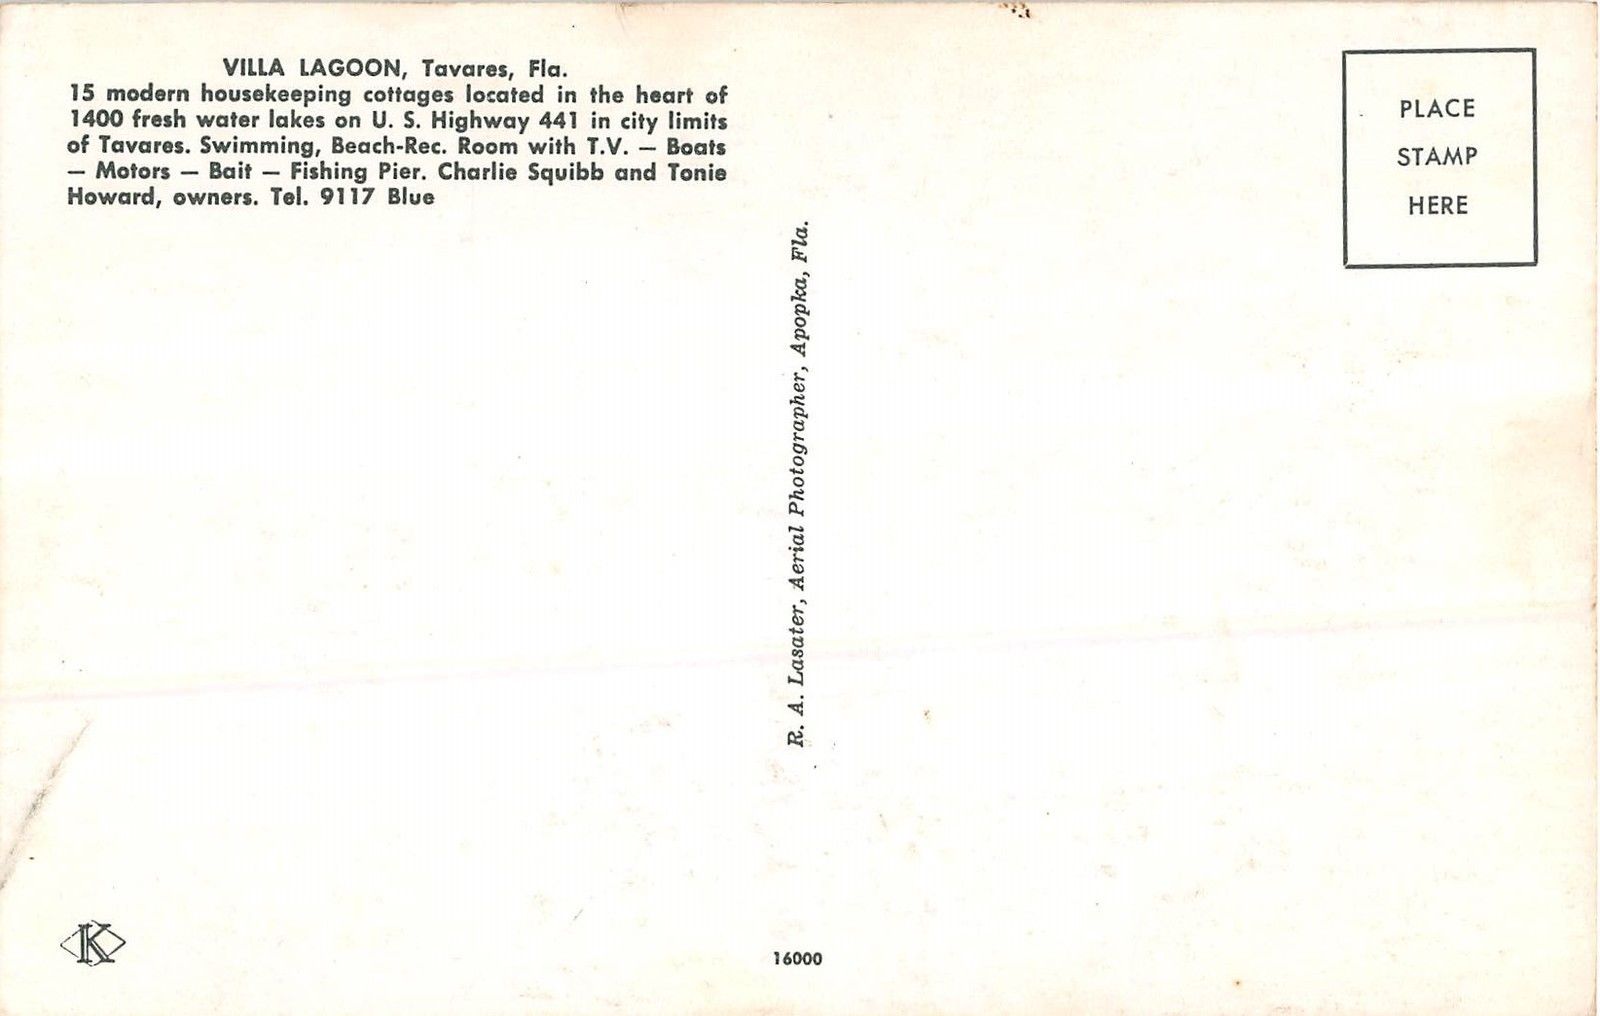 VILLA LAGOON, Tavares, Fla.
15 modern housekeeping cottages located in the heart of
1400 fresh water lakes on U. S. Highway 441 in city limits
of Tavares. Swimming, Beach-Rec. Room with T.V. — Boats
— Motors — Bait — Fishing Pier. Charlie Squibb and Tonie
Howard, owners. Tel. 9117 Blue
R. A. Lasater, Aerial Photographer, Apopka, Fla.
PLACE
STAMP
HERE
K
16000